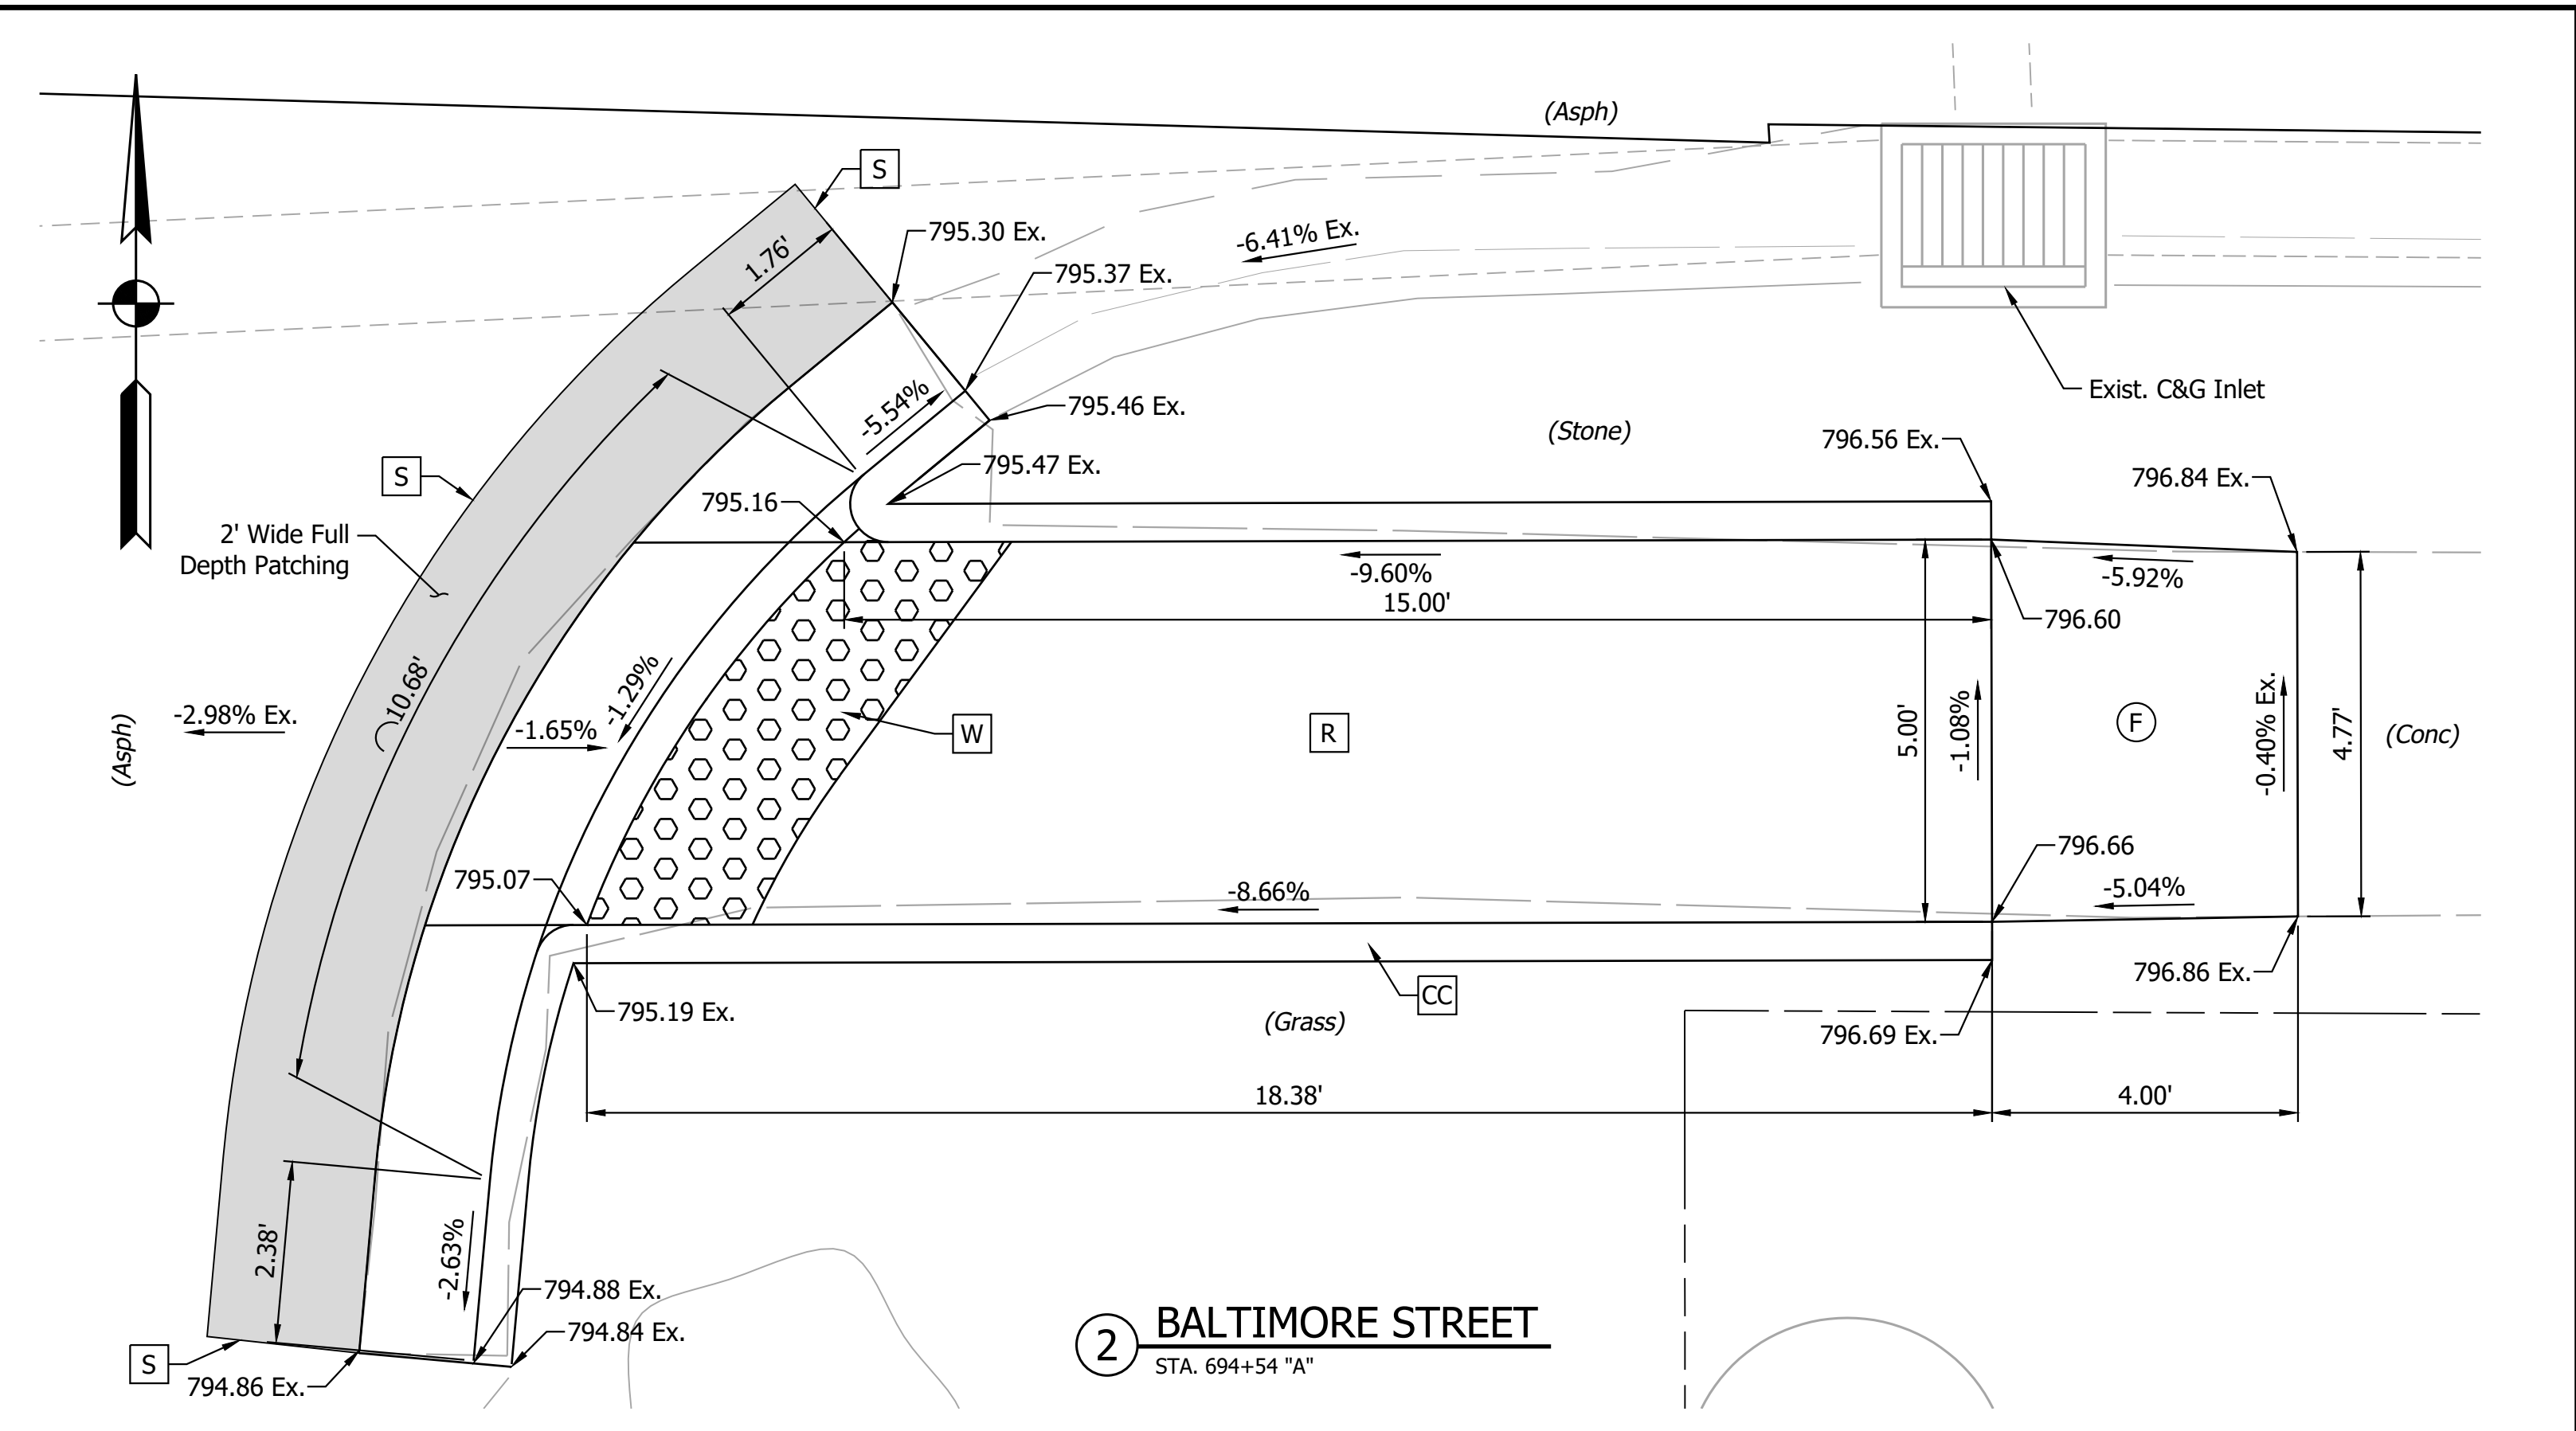 (Asph)
S
795.30 Ex.
1.76'
-6.41% Ex.
795.37 Ex.
Exist. C&G Inlet
-5.54%
795.46 Ex.
(Stone)
796.56 Ex.
795.47 Ex.
796.84 Ex.
S
795.16
2' Wide Full
Depth Patching
-9.60%
15.00'
-5.92%
796.60
10.68'
-1.29%
-2.98% Ex.
-1.65%
(Asph)
W
R
5.00'
-1.08%
F
-0.40% Ex.
4.77'
(Conc)
796.66
795.07
-8.66%
-5.04%
796.86 Ex.
CC
795.19 Ex.
(Grass)
796.69 Ex.
18.38'
4.00'
2.38'
-2.63%
794.88 Ex.
794.84 Ex.
S
794.86 Ex.
2 BALTIMORE STREET
STA. 694+54 "A"